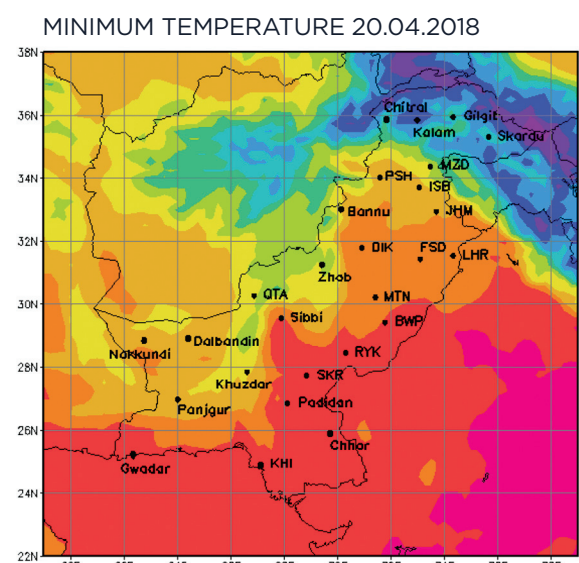 MINIMUM TEMPERATURE 20.04.2018
38N
36N
Chitral
Gilgit
Kalam
Skardu
34N
MZD
PSH
ISB
Bannu
JHM
32N
DIK
FSD
LHR
Zhob
30N
QTA
MTN
Sibbi
BWP
Dalbandin
Nokkundi
RYK
28N
Khuzdar
SKR
Panjgur
Padidan
26N
Chhor
Gwadar
KHI
24N
22N